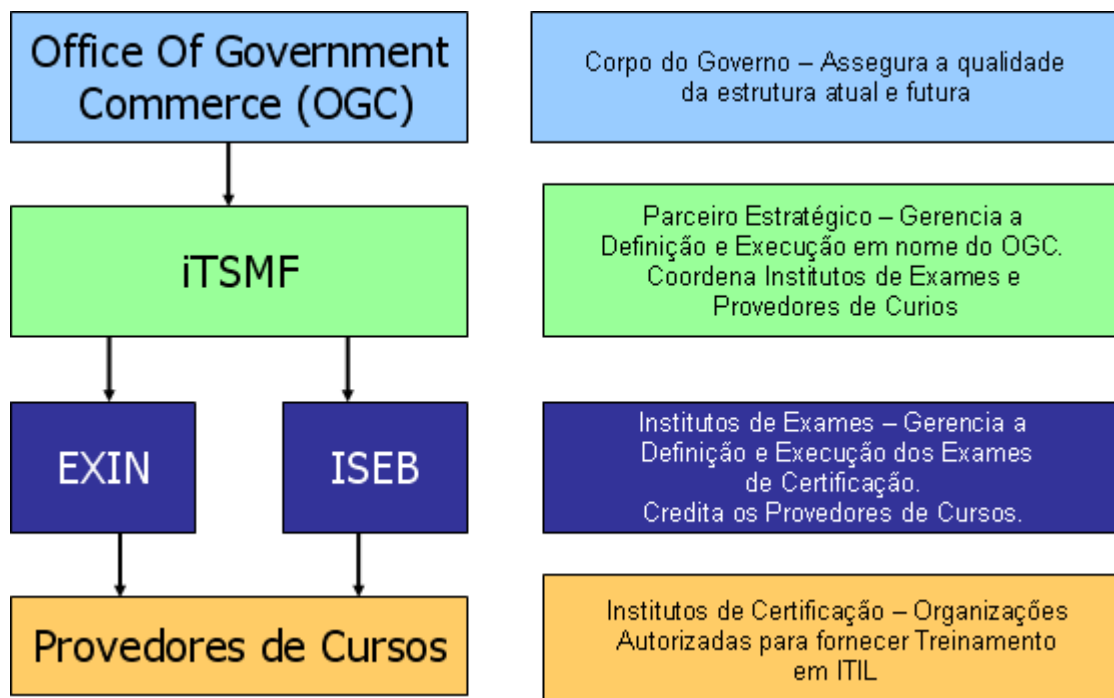 Office Of Government
Commerce (OGC)
Corpo do Governo – Assegura a qualidade
da estrutura atual e futura
iTSMF
Parceiro Estratégico – Gerencia a
Definição e Execução em nome do OGC.
Coordena Institutos de Exames e
Provedores de Curios
EXIN
ISEB
Institutos de Exames – Gerencia a
Definição e Execução dos Exames
de Certificação.
Credita os Provedores de Cursos.
Provedores de Cursos
Institutos de Certificação – Organizações
Autorizadas para fornecer Treinamento
em ITIL